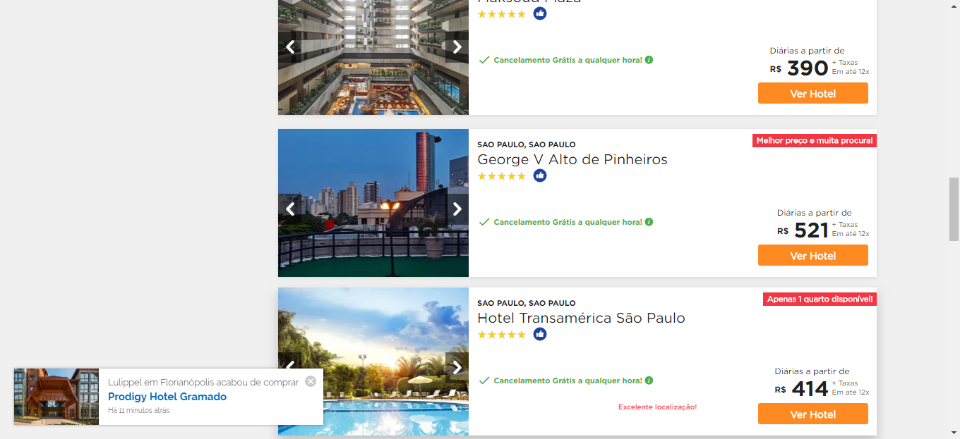 Maksoud Plaza
Cancelamento Grátis a qualquer hora!
Diárias a partir de
R$ 390 + Taxas
Em até 12x
Ver Hotel
Melhor preço e muita procura!
SAO PAULO, SAO PAULO
George V Alto de Pinheiros
Cancelamento Grátis a qualquer hora!
Diárias a partir de
R$ 521 + Taxas
Em até 12x
Ver Hotel
Apenas 1 quarto disponível!
SAO PAULO, SAO PAULO
Hotel Transamérica São Paulo
Cancelamento Grátis a qualquer hora!
Excelente localização!
Diárias a partir de
R$ 414 + Taxas
Em até 12x
Ver Hotel
Lulippel em Florianópolis acabou de comprar
Prodigy Hotel Gramado
Há 11 minutos atrás